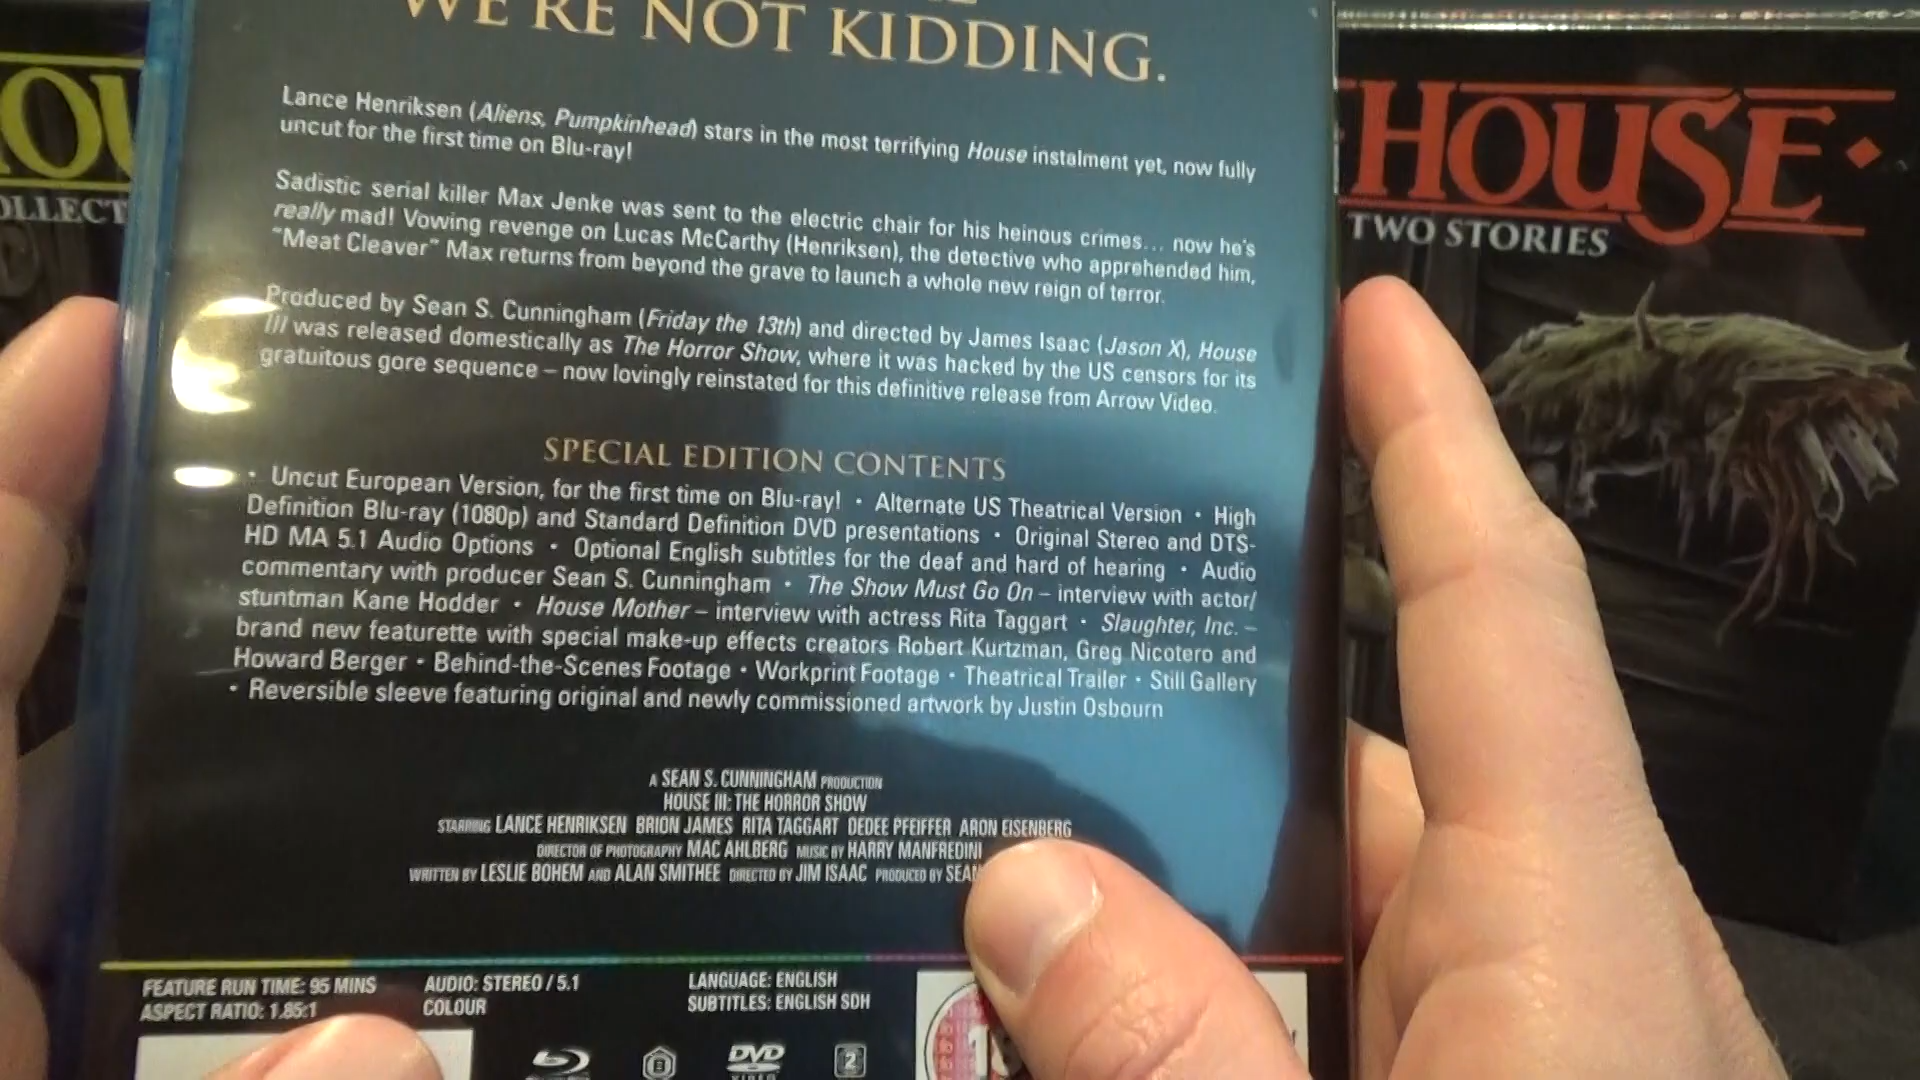 WE'RE NOT KIDDING.
Lance Henriksen (Aliens, Pumpkinhead) stars in the most terrifying House instalment yet, now fully
uncut for the first time on Blu-ray!
Sadistic serial killer Max Jenke was sent to the electric chair for his heinous crimes... now he's
really mad! Vowing revenge on Lucas McCarthy (Henriksen), the detective who apprehended him,
"Meat Cleaver" Max returns from beyond the grave to launch a whole new reign of terror.
Produced by Sean S. Cunningham (Friday the 13th) and directed by James Isaac (Jason X), House
III was released domestically as The Horror Show, where it was hacked by the US censors for its
gratuitous gore sequence – now lovingly reinstated for this definitive release from Arrow Video.
SPECIAL EDITION CONTENTS
• Uncut European Version, for the first time on Blu-ray! • Alternate US Theatrical Version • High
Definition Blu-ray (1080p) and Standard Definition DVD presentations • Original Stereo and DTS-
HD MA 5.1 Audio Options • Optional English subtitles for the deaf and hard of hearing • Audio
commentary with producer Sean S. Cunningham • The Show Must Go On – interview with actor/
stuntman Kane Hodder • House Mother – interview with actress Rita Taggart • Slaughter, Inc. –
brand new featurette with special make-up effects creators Robert Kurtzman, Greg Nicotero and
Howard Berger • Behind-the-Scenes Footage • Workprint Footage • Theatrical Trailer • Still Gallery
• Reversible sleeve featuring original and newly commissioned artwork by Justin Osbourn
A SEAN S. CUNNINGHAM PRODUCTION
HOUSE III: THE HORROR SHOW
STARRING LANCE HENRIKSEN BRION JAMES RITA TAGGART DEDEE PFEIFFER ARON EISENBERG
DIRECTOR OF PHOTOGRAPHY MAC AHLBERG MUSIC BY HARRY MANFREDINI
WRITTEN BY LESLIE BOHEM AND ALAN SMITHEE DIRECTED BY JIM ISAAC PRODUCED BY SEAN
FEATURE RUN TIME: 95 MINS
ASPECT RATIO: 1.85:1
AUDIO: STEREO / 5.1
COLOUR
LANGUAGE: ENGLISH
SUBTITLES: ENGLISH SDH
B
DVD
VIDEO
2
HOUSE
TWO STORIES